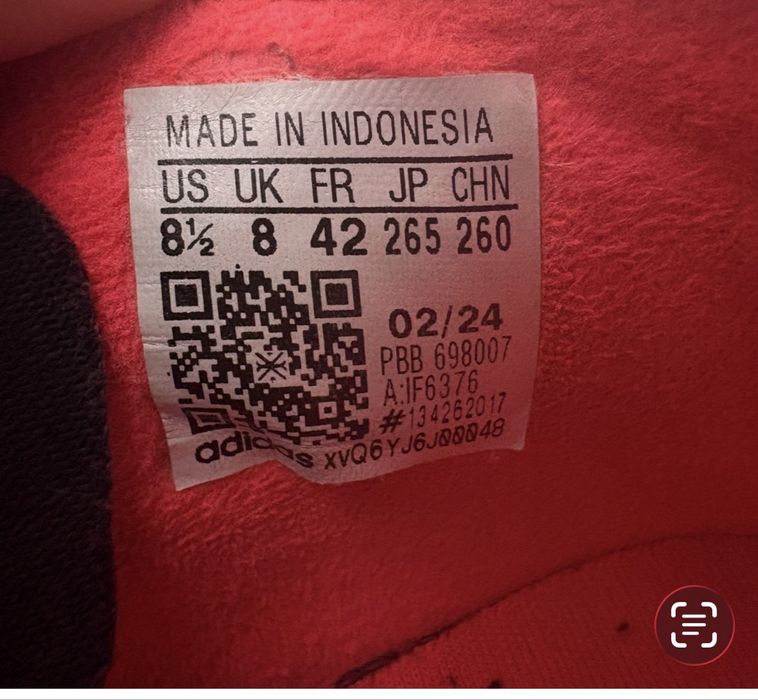 MADE IN INDONESIA
US UK FR JP CHN
8½ 8 42 265 260
02/24
PBB 698007
A:IF6376
#134262017
adidas XVQ6YJ6J00048